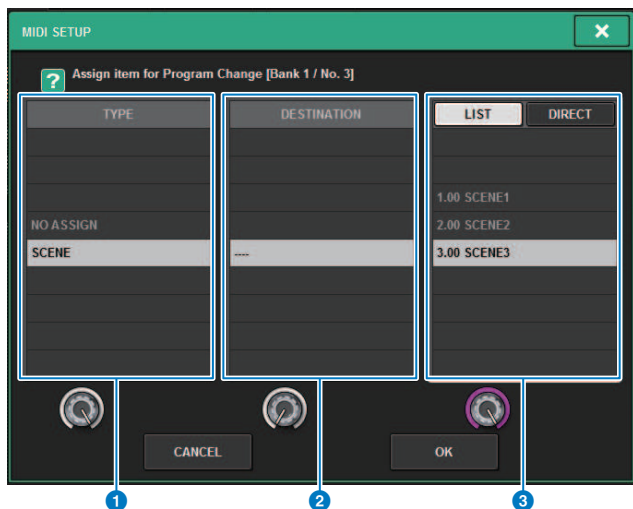 MIDI SETUP
?
Assign item for Program Change [Bank 1 / No. 3]
TYPE
DESTINATION
LIST
DIRECT
1.00 SCENE1
NO ASSIGN
2.00 SCENE2
SCENE
----
3.00 SCENE3
CANCEL
OK
1
2
3